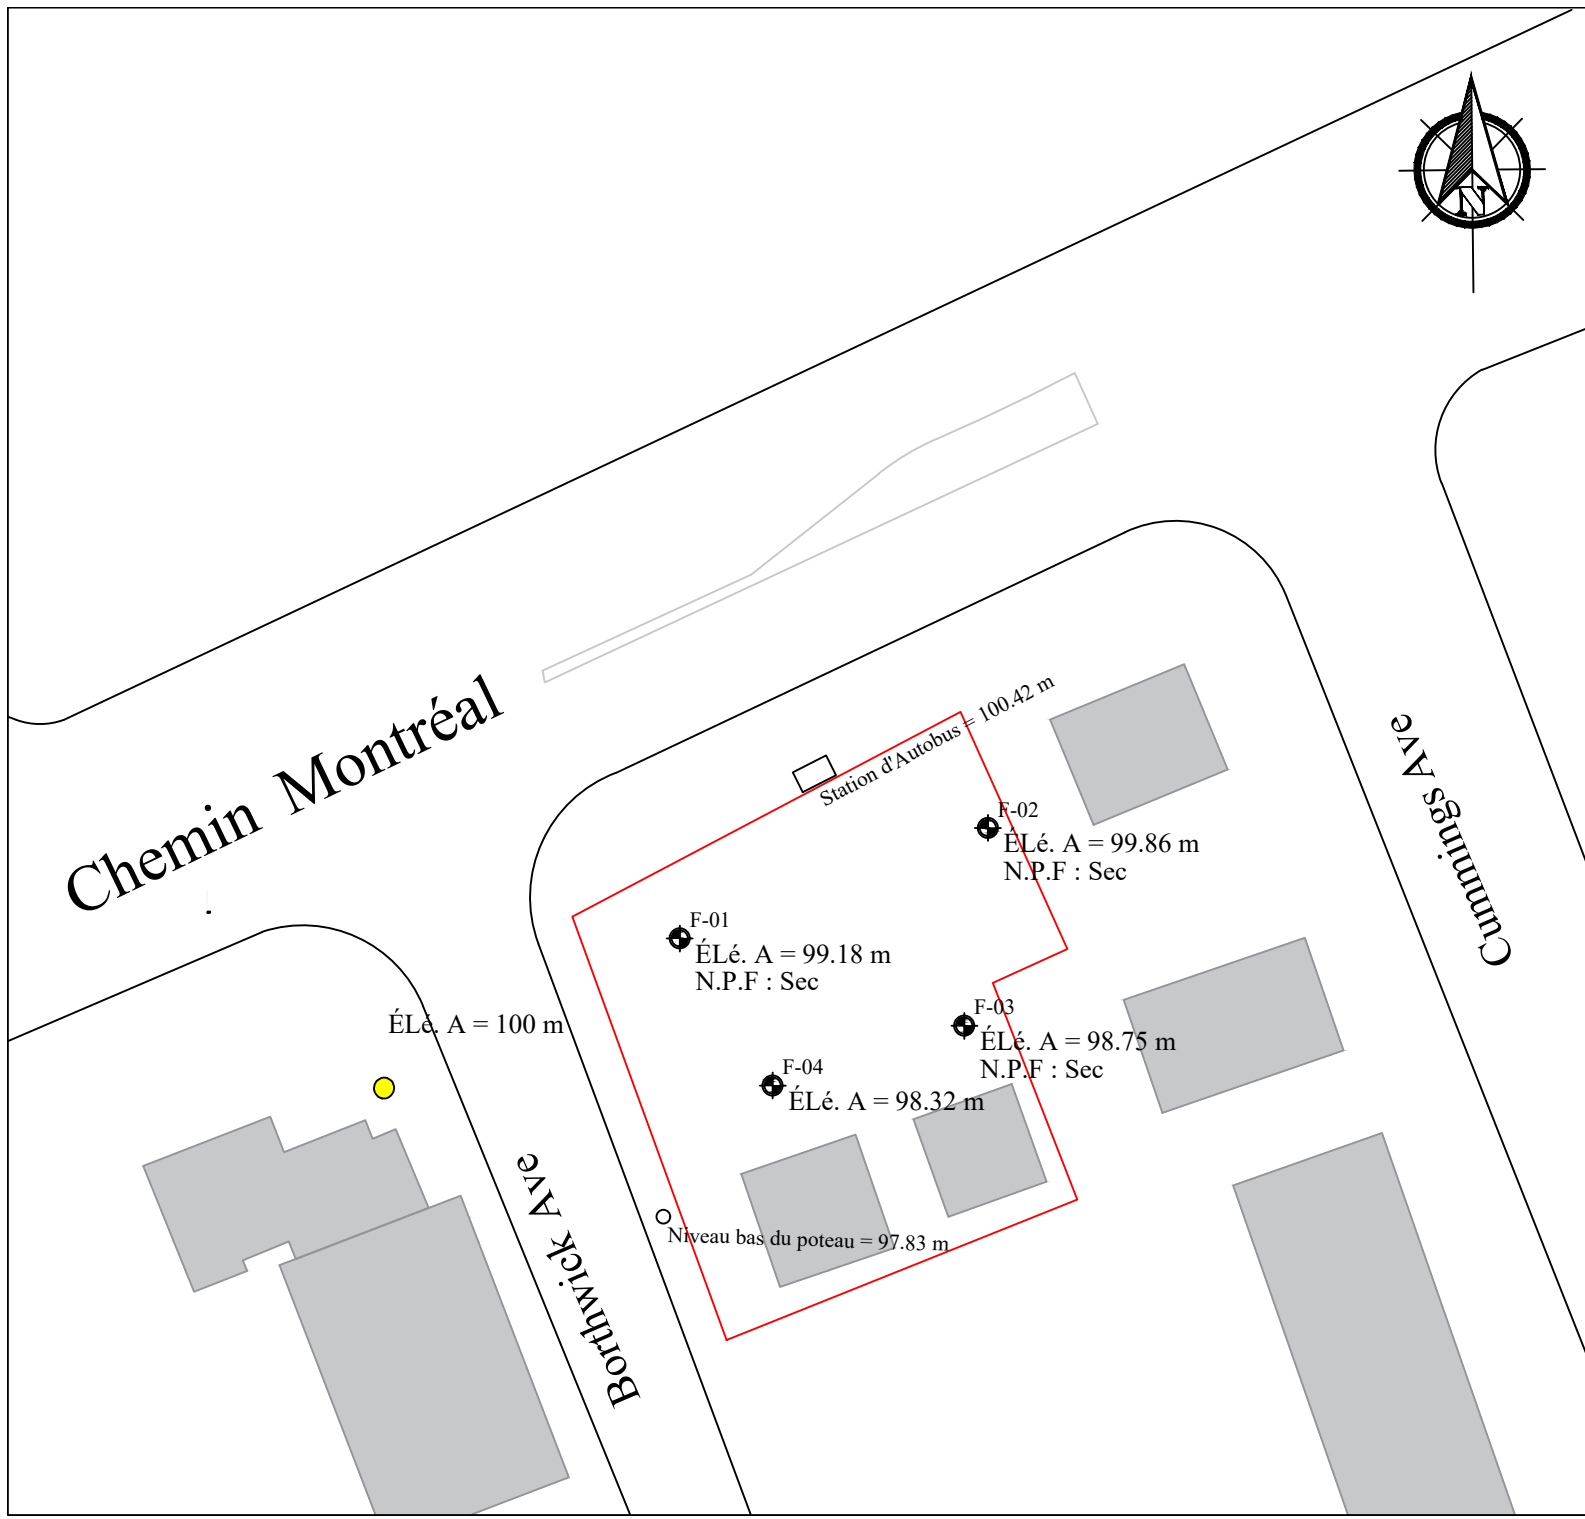 N
Station d'Autobus = 100.42 m
Chemin Montréal
Cummings Ave
F-02
ÉLé. A = 99.86 m
N.P.F : Sec
F-01
ÉLé. A = 99.18 m
N.P.F : Sec
ÉLé. A = 100 m
F-03
ÉLé. A = 98.75 m
N.P.F : Sec
F-04
ÉLé. A = 98.32 m
Borthwick Ave
Niveau bas du poteau = 97.83 m